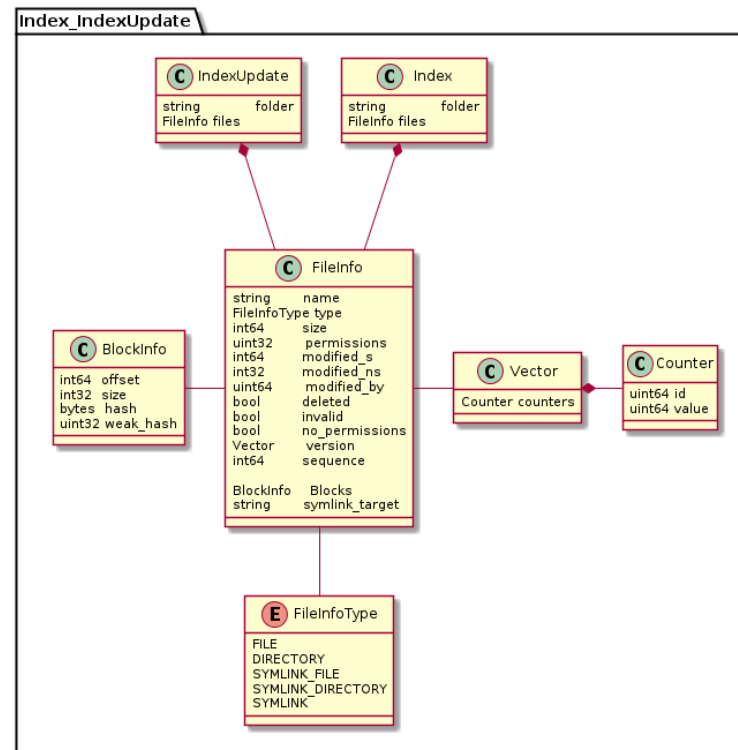 Index_IndexUpdate
C IndexUpdate
string folder
FileInfo files
C Index
string folder
FileInfo files
C FileInfo
string name
FileInfoType type
int64 size
uint32 permissions
int64 modified_s
int32 modified_ns
uint64 modified_by
bool deleted
bool invalid
bool no_permissions
Vector version
int64 sequence
BlockInfo Blocks
string symlink_target
C BlockInfo
int64 offset
int32 size
bytes hash
uint32 weak_hash
C Vector
Counter counters
C Counter
uint64 id
uint64 value
E FileInfoType
FILE
DIRECTORY
SYMLINK_FILE
SYMLINK_DIRECTORY
SYMLINK